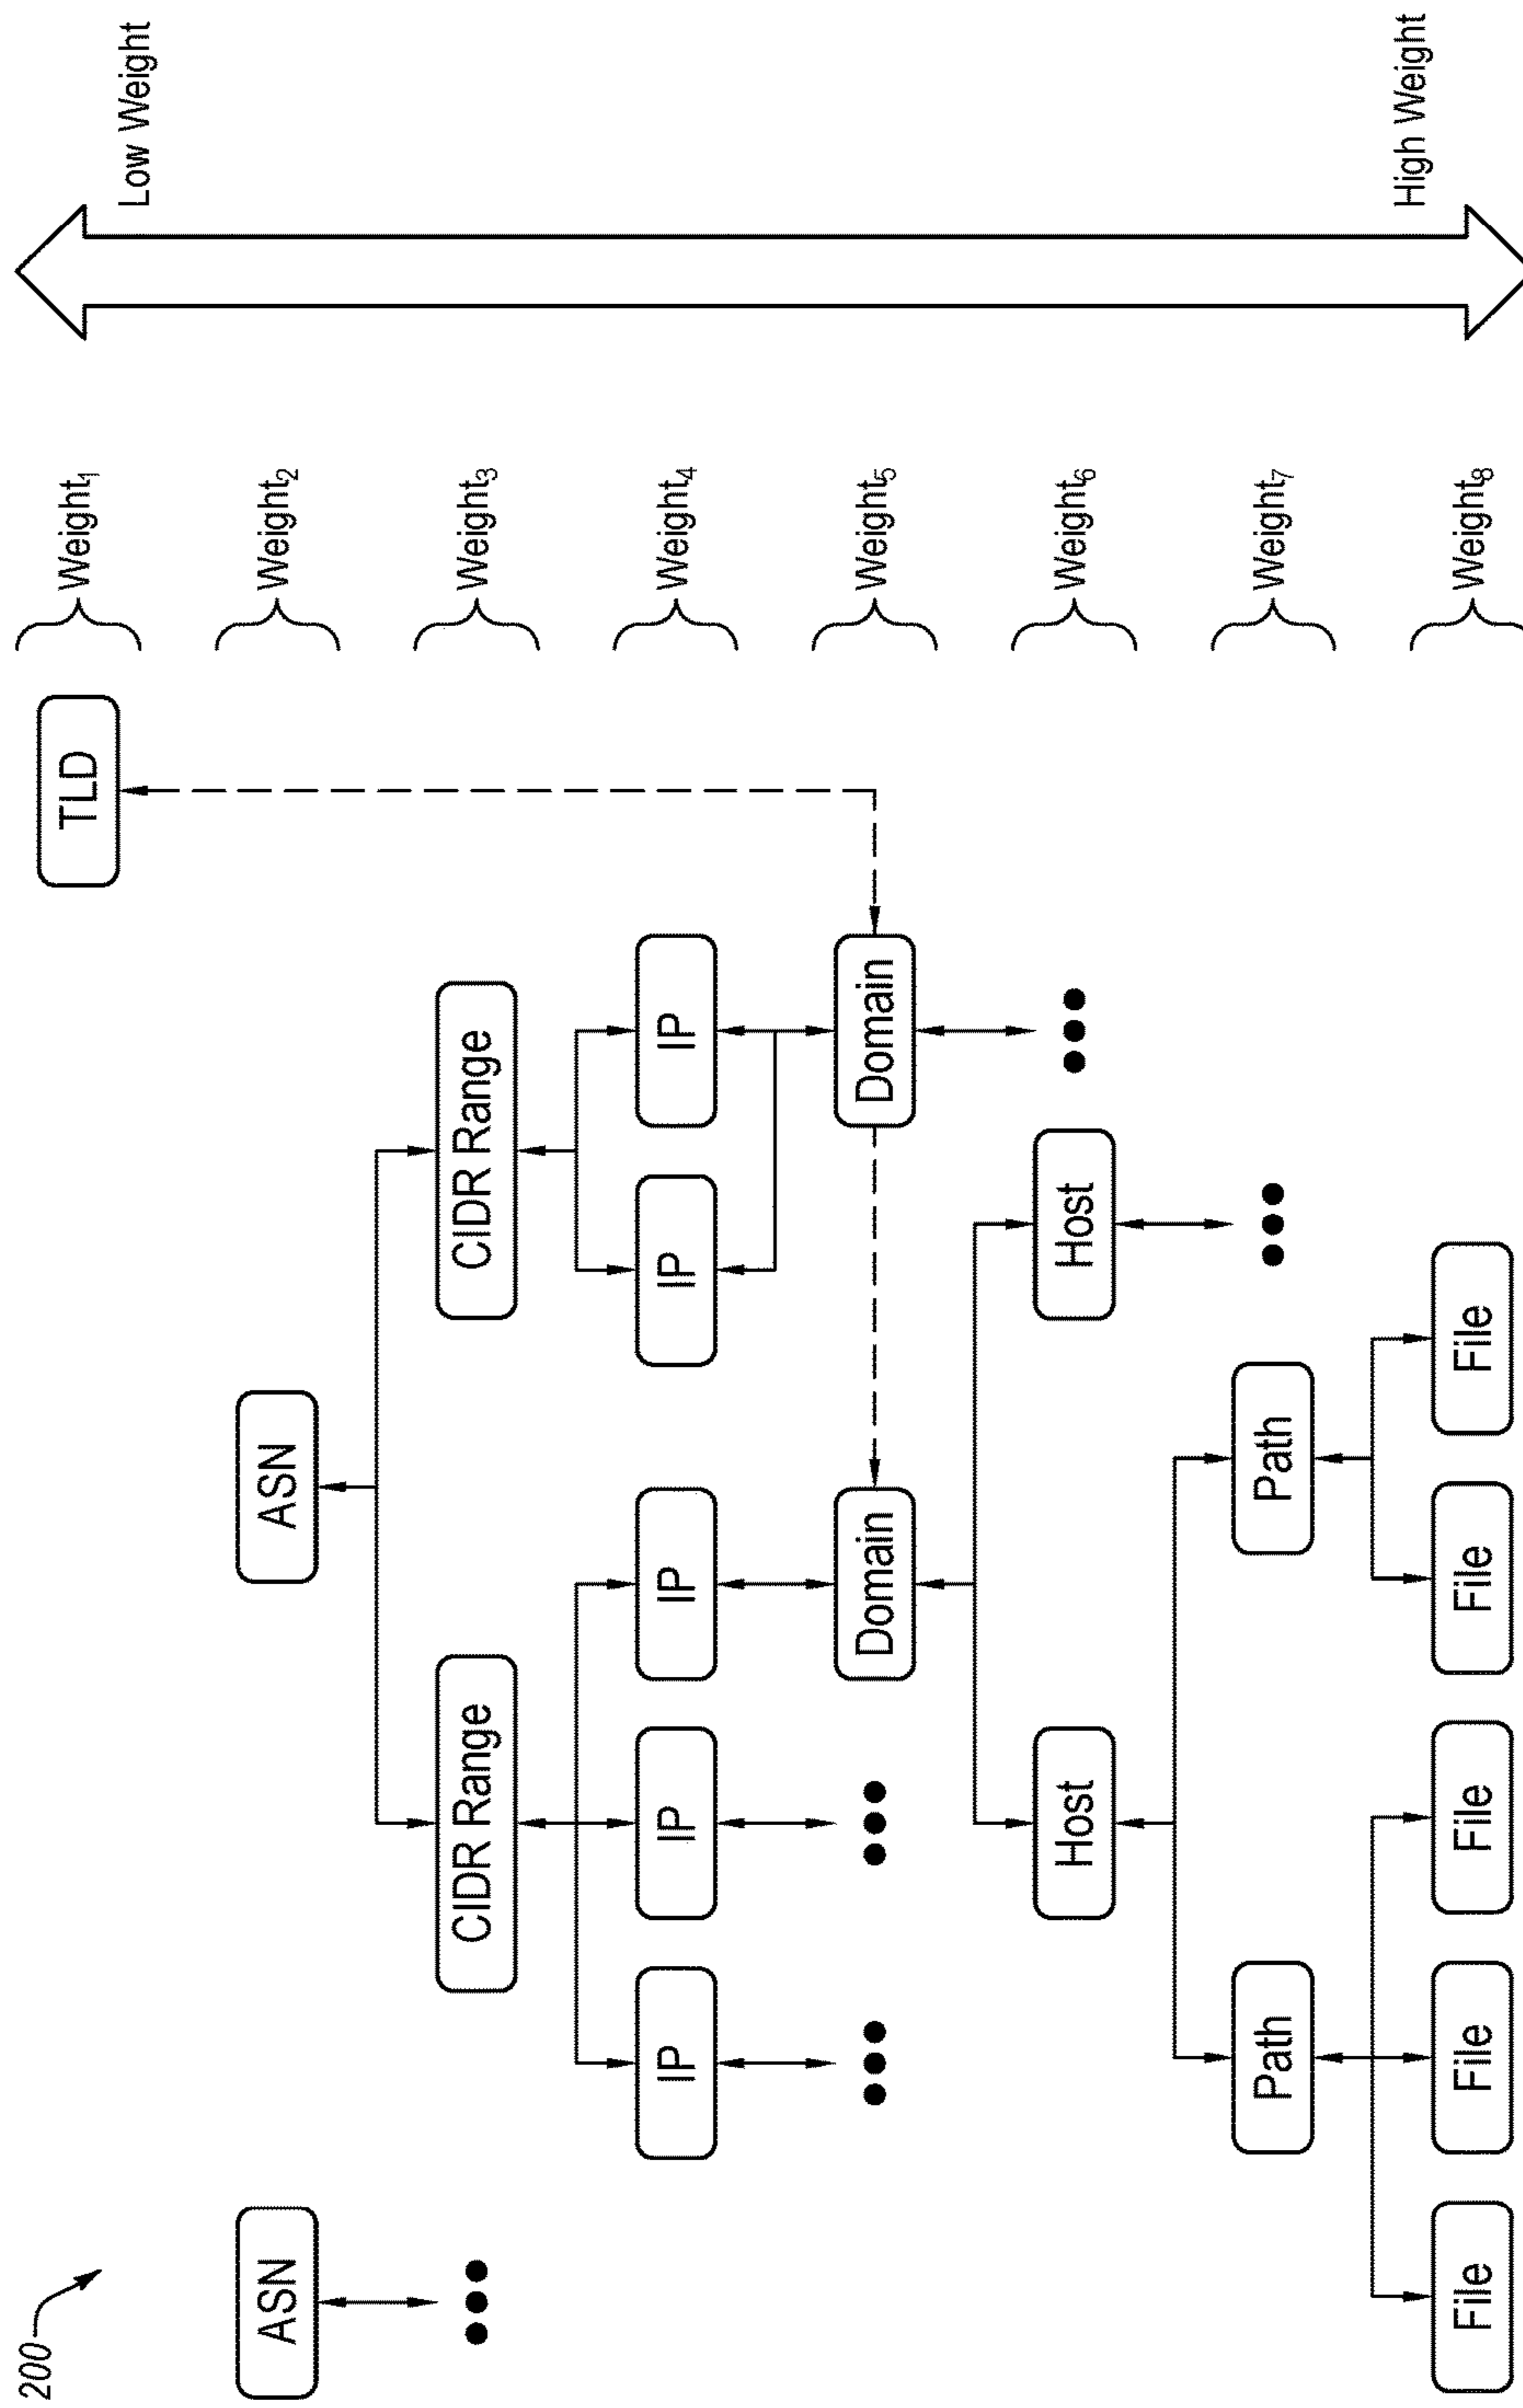 200
TLD
Weight₁
Low Weight
ASN
ASN
Weight₂
CIDR Range
CIDR Range
Weight₃
IP
IP
IP
IP
IP
Weight₄
Domain
Domain
Weight₅
Host
Host
Weight₆
Path
Path
Weight₇
File
File
File
File
File
Weight₈
High Weight